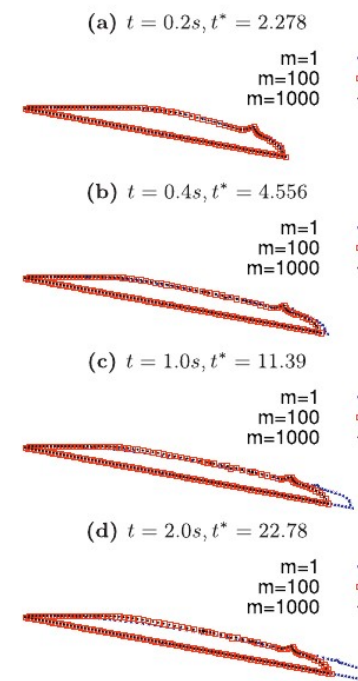 (a) t = 0.2s, t* = 2.278
m=1
m=100
m=1000
(b) t = 0.4s, t* = 4.556
m=1
m=100
m=1000
(c) t = 1.0s, t* = 11.39
m=1
m=100
m=1000
(d) t = 2.0s, t* = 22.78
m=1
m=100
m=1000